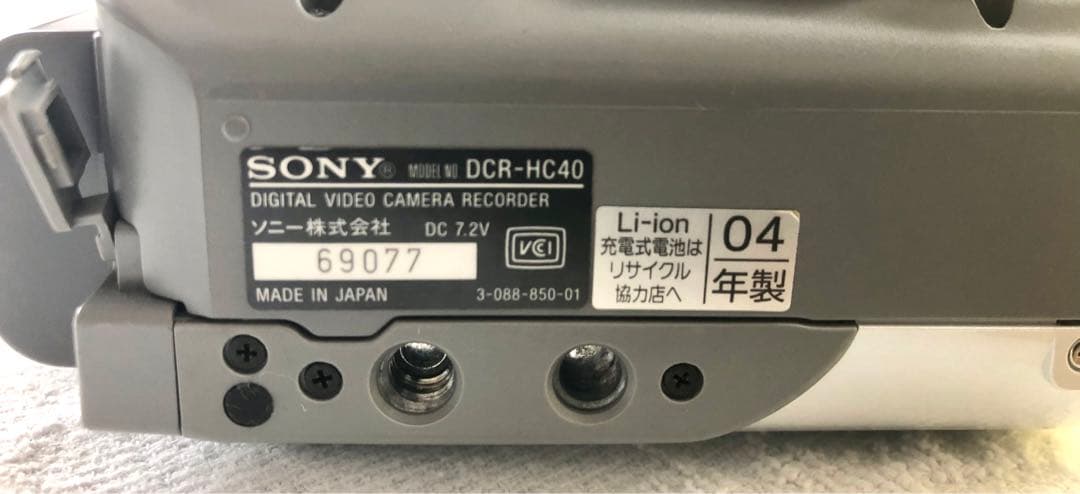 SONY® MODEL NO DCR-HC40
DIGITAL VIDEO CAMERA RECORDER
ソニー株式会社 DC 7.2V
VCI
69077
MADE IN JAPAN 3-088-850-01
Li-ion
充電式電池は
リサイクル
協力店へ
04
年製